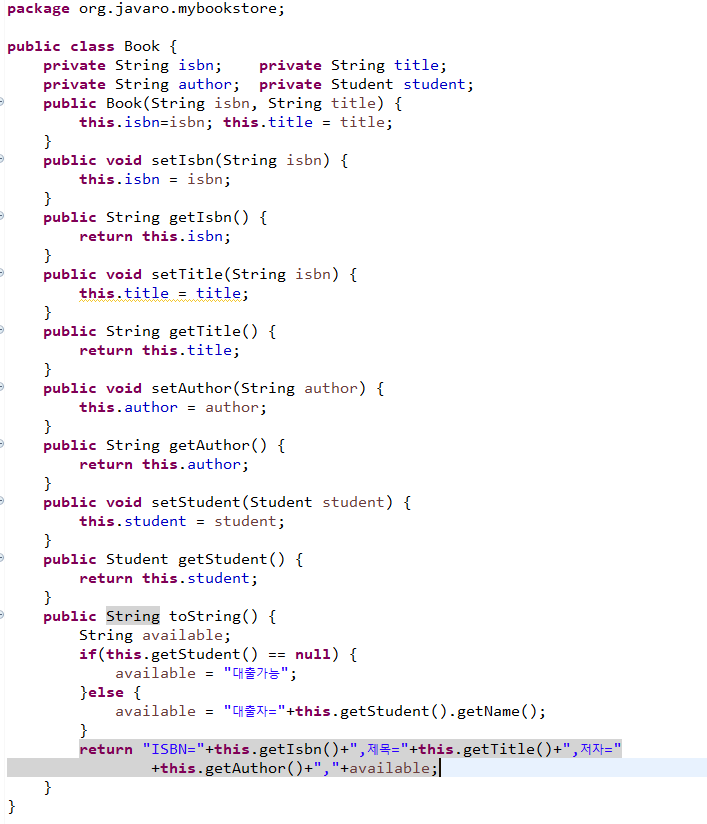 package org.javaro.mybookstore;

public class Book {
    private String isbn;    private String title;
    private String author;  private Student student;
    public Book(String isbn, String title) {
        this.isbn=isbn; this.title = title;
    }
    public void setIsbn(String isbn) {
        this.isbn = isbn;
    }
    public String getIsbn() {
        return this.isbn;
    }
    public void setTitle(String isbn) {
        this.title = title;
    }
    public String getTitle() {
        return this.title;
    }
    public void setAuthor(String author) {
        this.author = author;
    }
    public String getAuthor() {
        return this.author;
    }
    public void setStudent(Student student) {
        this.student = student;
    }
    public Student getStudent() {
        return this.student;
    }
    public String toString() {
        String available;
        if(this.getStudent() == null) {
            available = "대출가능";
        }else {
            available = "대출자="+this.getStudent().getName();
        }
        return "ISBN="+this.getIsbn()+",제목="+this.getTitle()+",저자="
                +this.getAuthor()+","+available;
    }
}